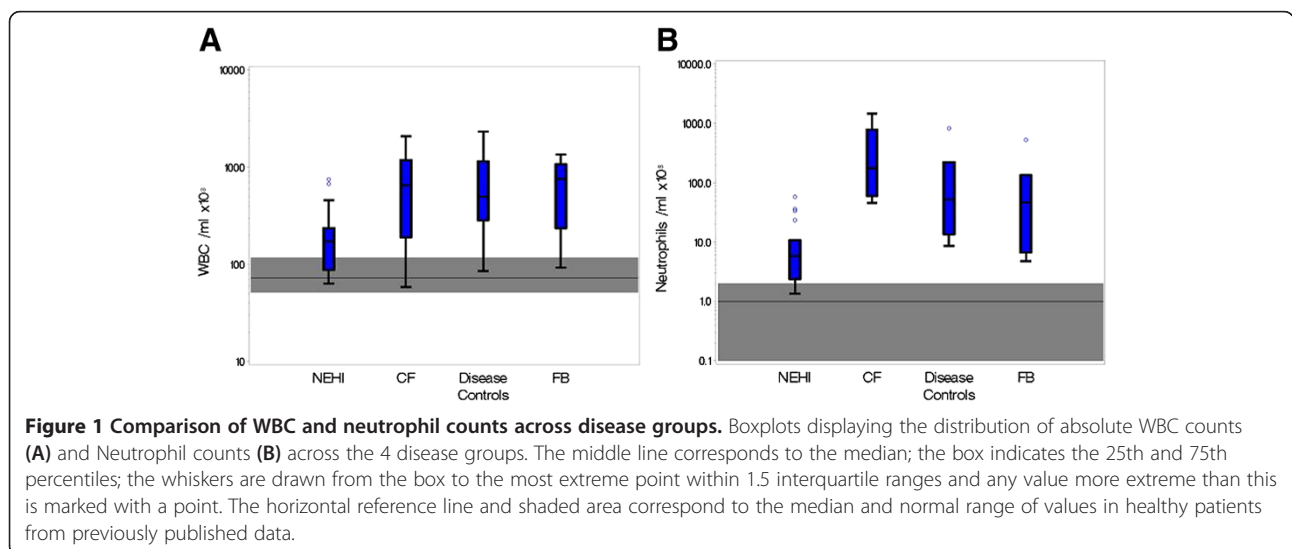 A
B
10000
1000
100
10
WBC /ml x10³
NEHI
CF
Disease
Controls
FB
10000.0
1000.0
100.0
10.0
1.0
0.1
Neutrophils /ml x10³
NEHI
CF
Disease
Controls
FB
Figure 1 Comparison of WBC and neutrophil counts across disease groups. Boxplots displaying the distribution of absolute WBC counts
(A) and Neutrophil counts (B) across the 4 disease groups. The middle line corresponds to the median; the box indicates the 25th and 75th
percentiles; the whiskers are drawn from the box to the most extreme point within 1.5 interquartile ranges and any value more extreme than this
is marked with a point. The horizontal reference line and shaded area correspond to the median and normal range of values in healthy patients
from previously published data.